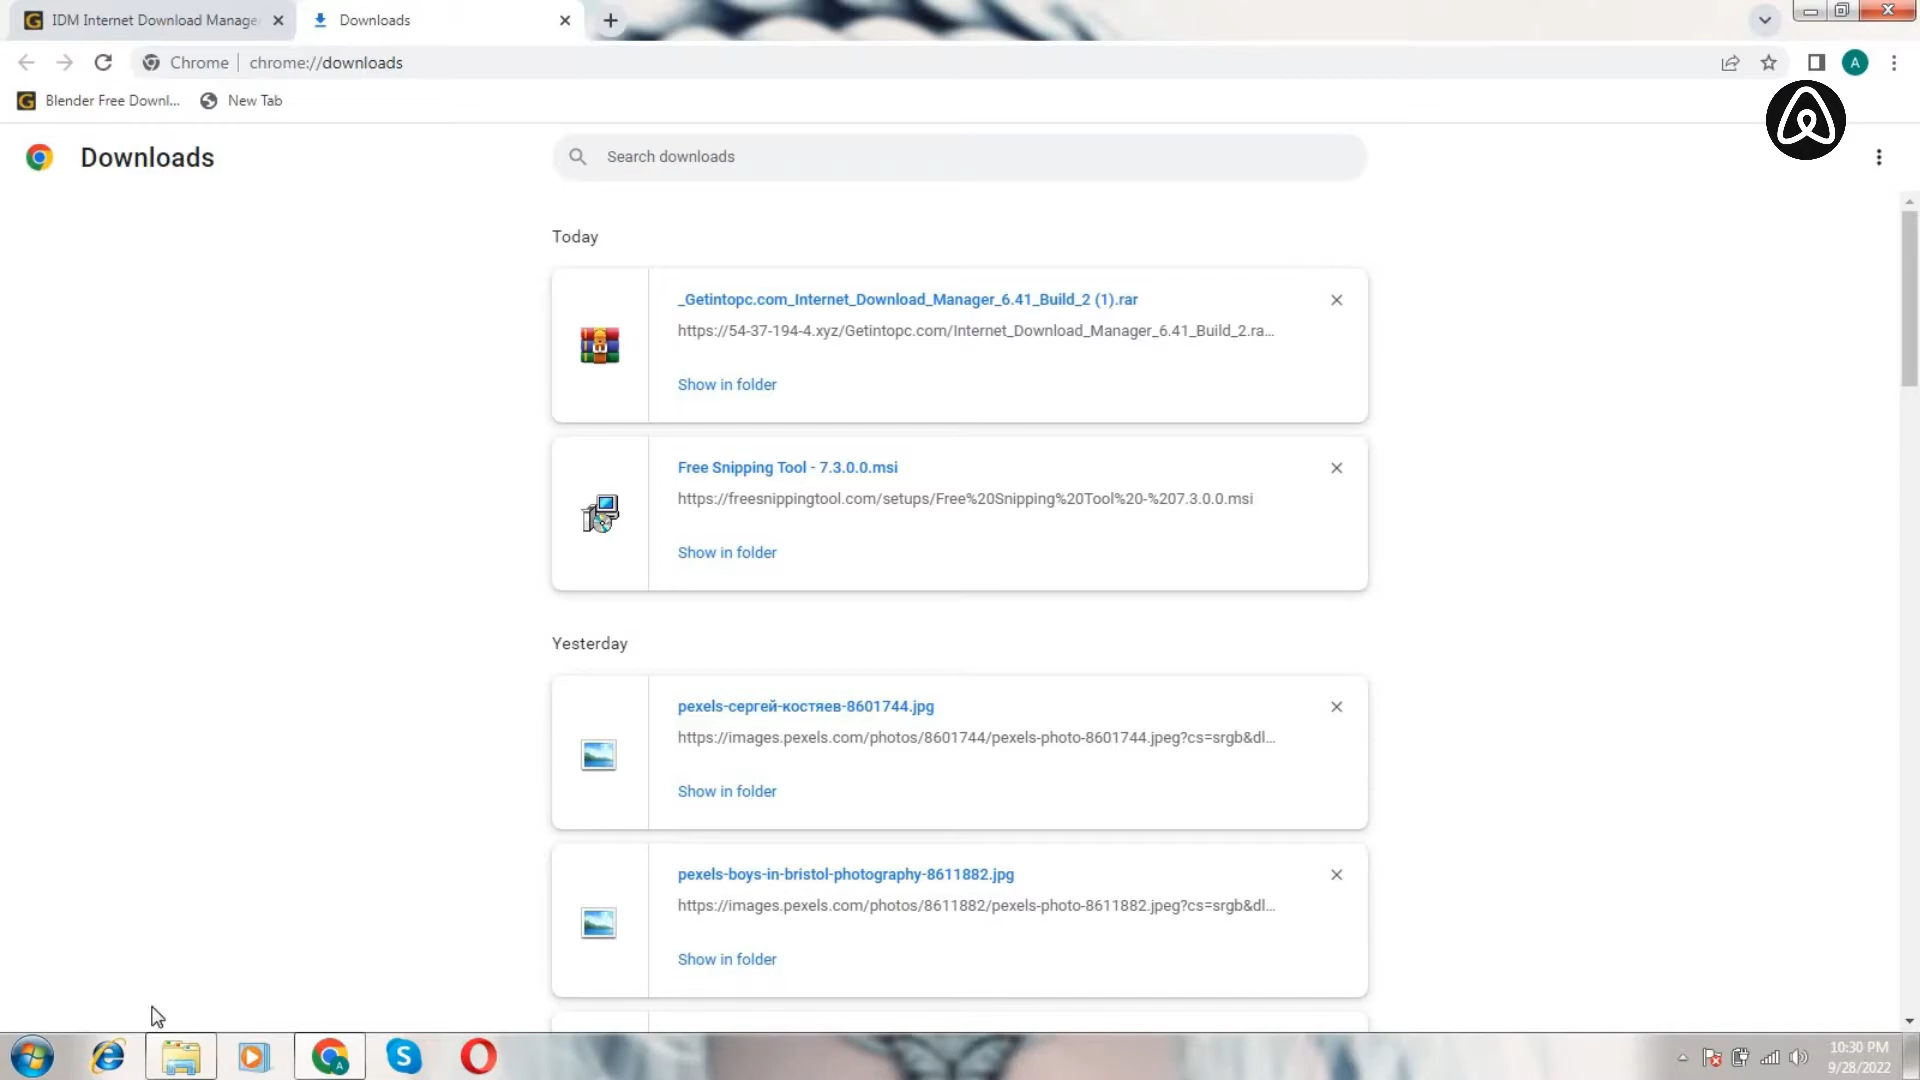 IDM Internet Download Manage
Downloads
Chrome
chrome://downloads
A
Blender Free Downl...
New Tab
Downloads
Search downloads
Today
_Getintopc.com_Internet_Download_Manager_6.41_Build_2 (1).rar
https://54-37-194-4.xyz/Getintopc.com/Internet_Download_Manager_6.41_Build_2.ra...
Show in folder
Free Snipping Tool - 7.3.0.0.msi
https://freesnippingtool.com/setups/Free%20Snipping%20Tool%20-%207.3.0.0.msi
Show in folder
Yesterday
pexels-сергей-костяев-8601744.jpg
https://images.pexels.com/photos/8601744/pexels-photo-8601744.jpeg?cs=srgb&dl...
Show in folder
pexels-boys-in-bristol-photography-8611882.jpg
https://images.pexels.com/photos/8611882/pexels-photo-8611882.jpeg?cs=srgb&dl...
Show in folder
10:30 PM
9/28/2022